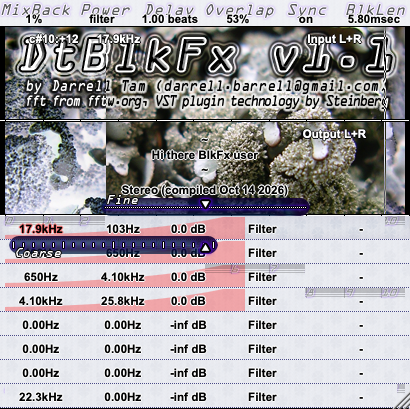 MixBack Power Delay Overlap Sync BlkLen
1% filter 1.00 beats 53% on 5.80msec
c#10:+12 17.9kHz Input L+R
DtBlkFx v1.1
by Darrell Tam (darrell.barrell@gmail.com)
fft from fftw.org, VST plugin technology by Steinberg
Output L+R
~
Hi there BlkFx user
~
Stereo (compiled Oct 14 2026)
Fine
17.9kHz 103Hz 0.0 dB Filter -
Coarse 650Hz 0.0 dB Filter -
650Hz 4.10kHz 0.0 dB Filter -
4.10kHz 25.8kHz 0.0 dB Filter -
0.00Hz 0.00Hz -inf dB Filter -
0.00Hz 0.00Hz -inf dB Filter -
0.00Hz 0.00Hz -inf dB Filter -
22.3kHz 0.00Hz -inf dB Filter -